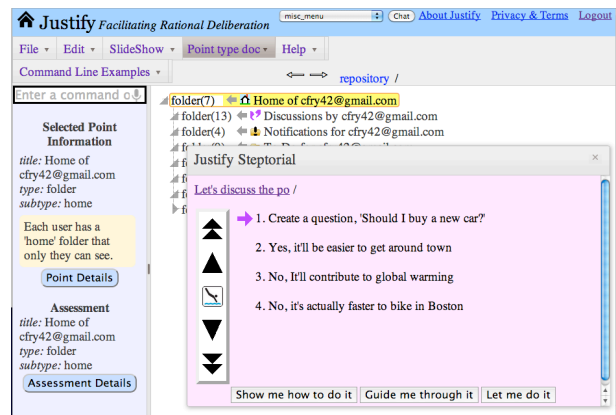 Justify Facilitating Rational Deliberation misc_menu Chat About Justify Privacy & Terms Logout
File Edit SlideShow Point type doc Help
Command Line Examples
repository /
Enter a command o
Selected Point
Information
title: Home of
cfry42@gmail.com
type: folder
subtype: home
Each user has a
'home' folder that
only they can see.
Point Details
Assessment
title: Home of
cfry42@gmail.com
type: folder
subtype: home
Assessment Details
folder(7) Home of cfry42@gmail.com
folder(13) Discussions by cfry42@gmail.com
folder(4) Notifications for cfry42@gmail.com
Justify Steptorial
Let's discuss the po /
1. Create a question, 'Should I buy a new car?'
2. Yes, it'll be easier to get around town
3. No, It'll contribute to global warming
4. No, it's actually faster to bike in Boston
Show me how to do it Guide me through it Let me do it